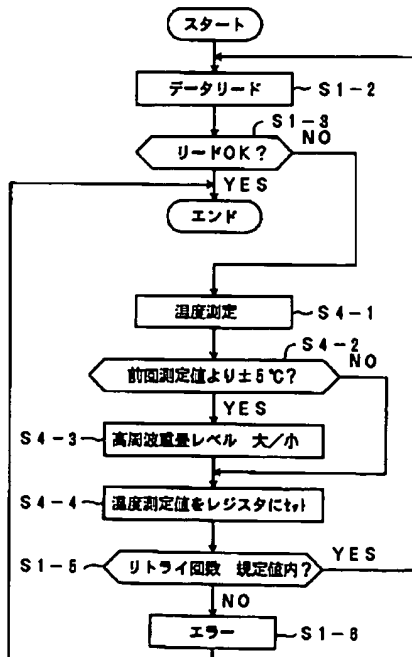 スタート
データリード S1-2
S1-3
リードOK? NO
YES
エンド
温度測定 S4-1
S4-2
前回測定値より±5℃? NO
YES
S4-3 高周波重畳レベル 大/小
S4-4 温度測定値をレジスタにセット
S1-5 リトライ回数 規定値内? YES
NO
エラー S1-6